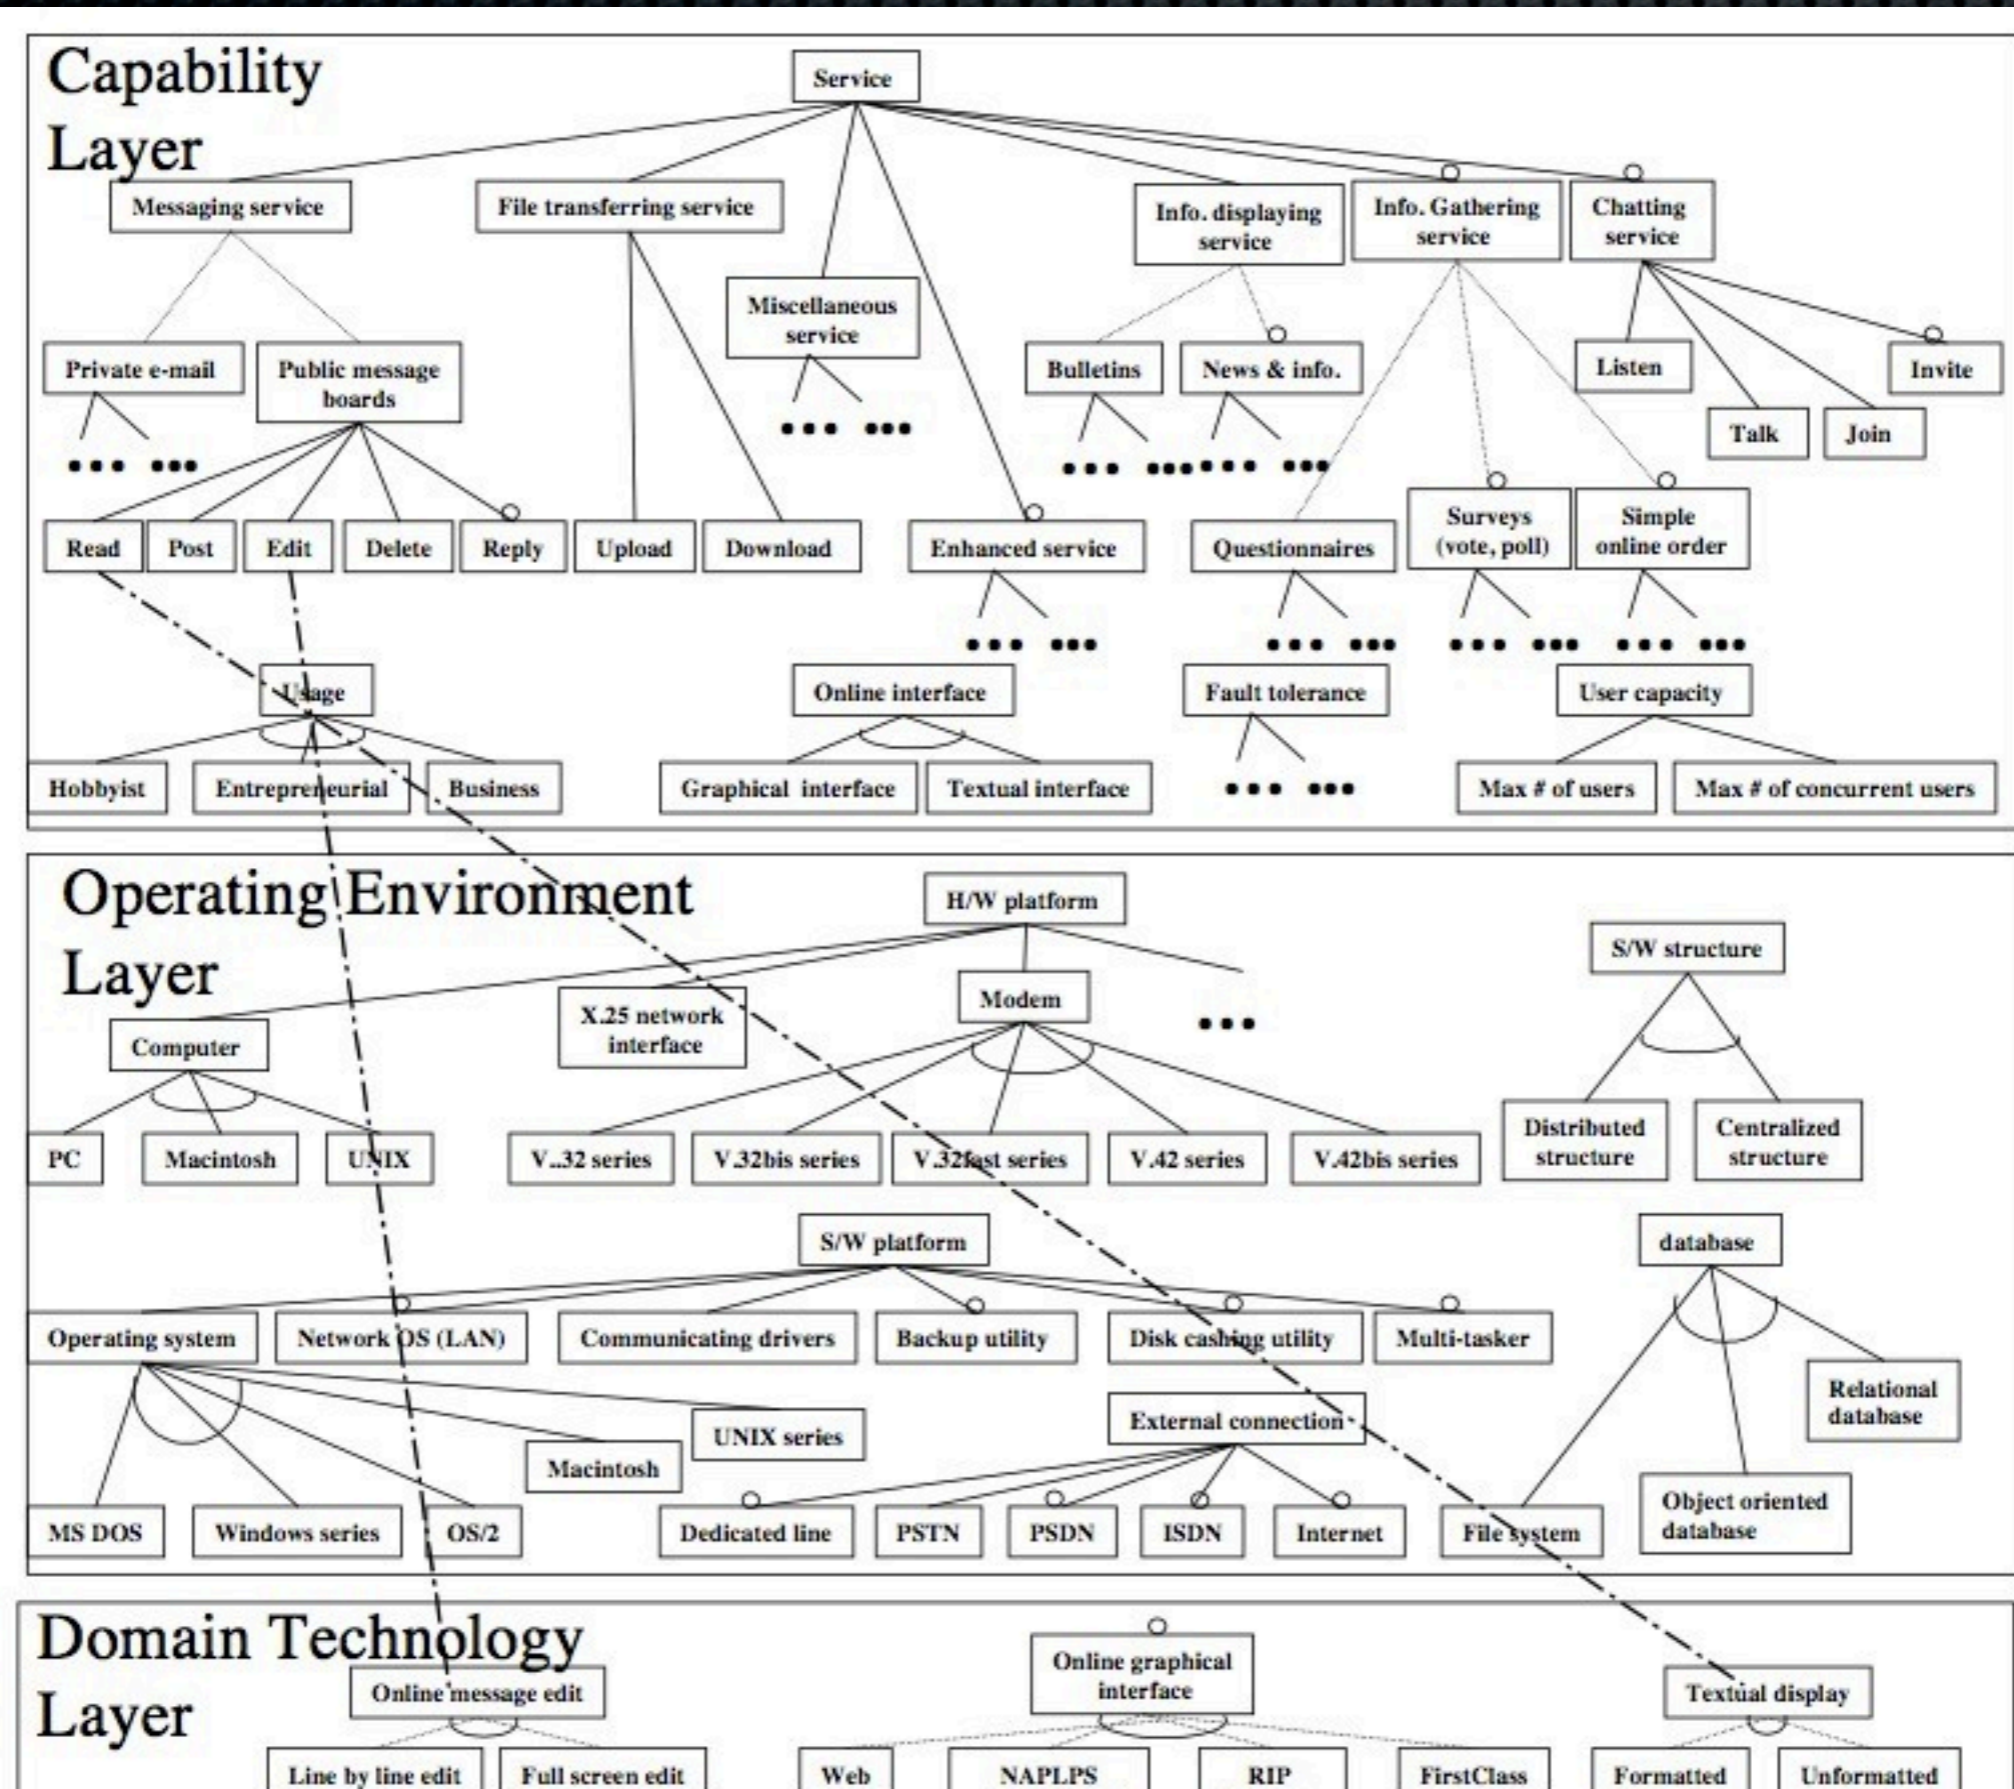 Capability
Layer
Service
Messaging service
File transferring service
Info. displaying
service
Info. Gathering
service
Chatting
service
Miscellaneous
service
Private e-mail
Public message
boards
Bulletins
News & info.
Listen
Invite
Talk
Join
Read
Post
Edit
Delete
Reply
Upload
Download
Enhanced service
Questionnaires
Surveys
(vote, poll)
Simple
online order
Usage
Online interface
Fault tolerance
User capacity
Hobbyist
Entrepreneurial
Business
Graphical interface
Textual interface
Max # of users
Max # of concurrent users
Operating Environment
Layer
H/W platform
S/W structure
Computer
X.25 network
interface
Modem
PC
Macintosh
UNIX
V..32 series
V.32bis series
V.32fast series
V.42 series
V.42bis series
Distributed
structure
Centralized
structure
S/W platform
database
Operating system
Network OS (LAN)
Communicating drivers
Backup utility
Disk cashing utility
Multi-tasker
Relational
database
External connection
UNIX series
Macintosh
MS DOS
Windows series
OS/2
Dedicated line
PSTN
PSDN
ISDN
Internet
File system
Object oriented
database
Domain Technology
Layer
Online message edit
Online graphical
interface
Textual display
Line by line edit
Full screen edit
Web
NAPLPS
RIP
FirstClass
Formatted
Unformatted